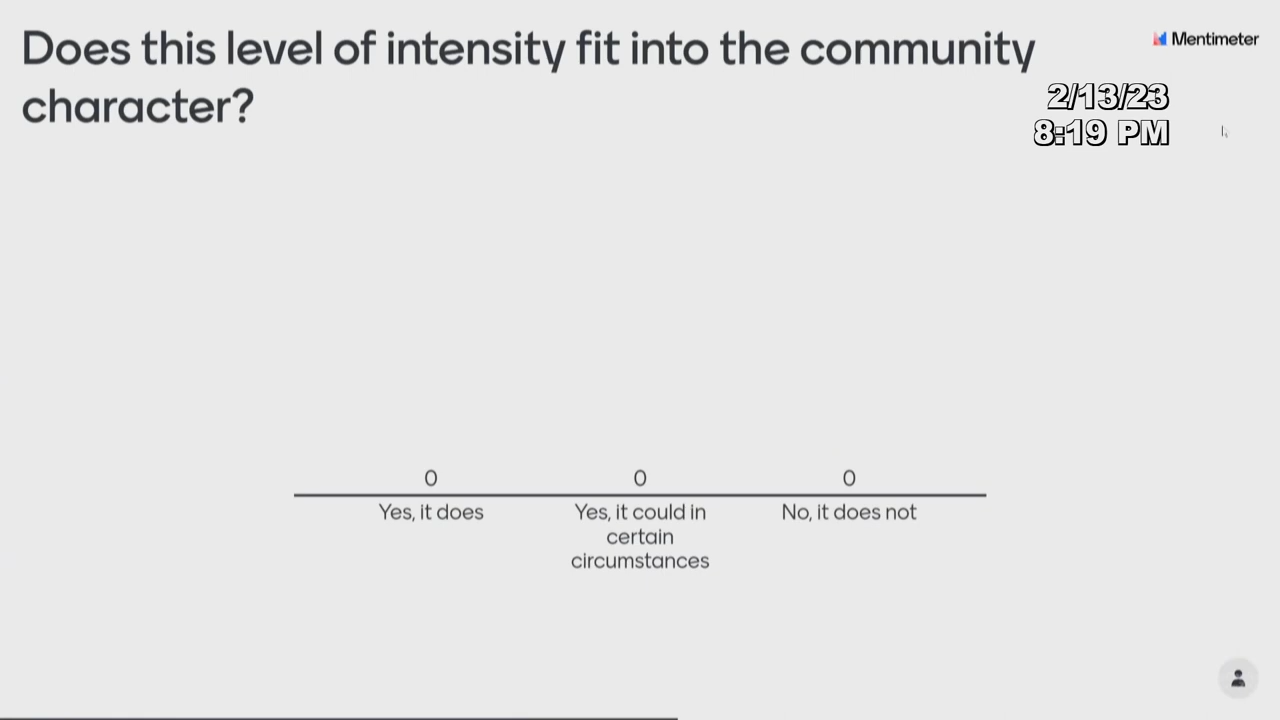 Does this level of intensity fit into the community
character?
Mentimeter
2/13/23
8:19 PM
0
0
0
Yes, it does
Yes, it could in
certain
circumstances
No, it does not